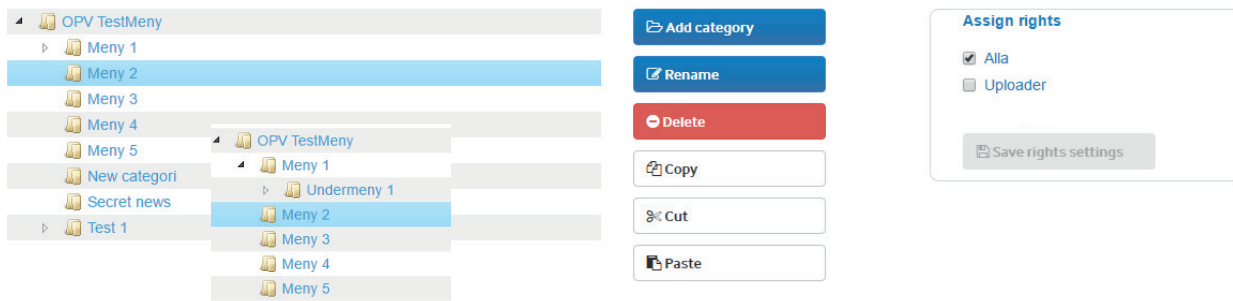 OPV TestMeny
Meny 1
Meny 2
Meny 3
Meny 4
Meny 5
New categori
Secret news
Test 1
OPV TestMeny
Meny 1
Undermeny 1
Meny 2
Meny 3
Meny 4
Meny 5
Add category
Rename
Delete
Copy
Cut
Paste
Assign rights
Alla
Uploader
Save rights settings